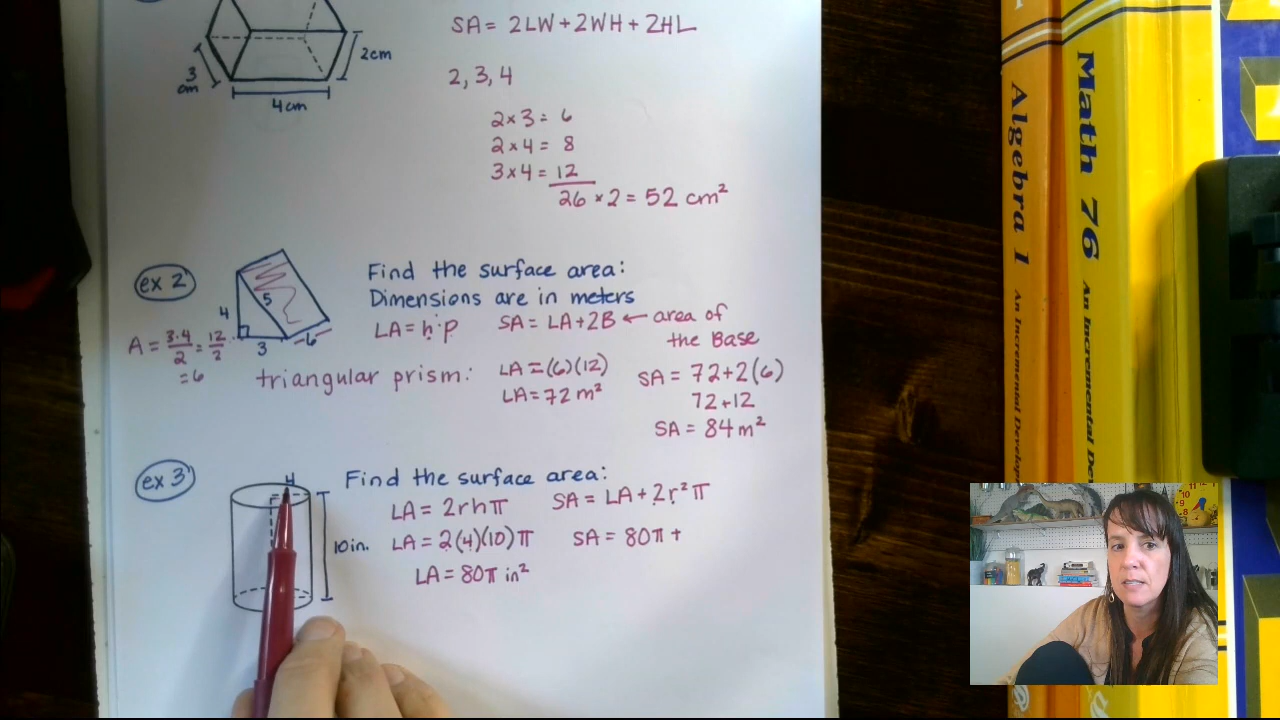 SA = 2LW + 2WH + 2HL
2cm
3 cm
4cm
2, 3, 4
2 x 3 = 6
2 x 4 = 8
3 x 4 = 12
26 x 2 = 52 cm²
ex 2
4
5
3
6
A = 3·4/2 = 12/2
= 6
Find the surface area:
Dimensions are in meters
LA = h·p
SA = LA + 2B ← area of
the Base
triangular prism:
LA = (6)(12)
LA = 72 m²
SA = 72 + 2(6)
72 + 12
SA = 84 m²
ex 3
4
10in.
Find the surface area:
LA = 2rhπ
SA = LA + 2r²π
LA = 2(4)(10)π
SA = 80π +
LA = 80π in²
Algebra 1
An Incremental Develop
Math 76
An Incremental De